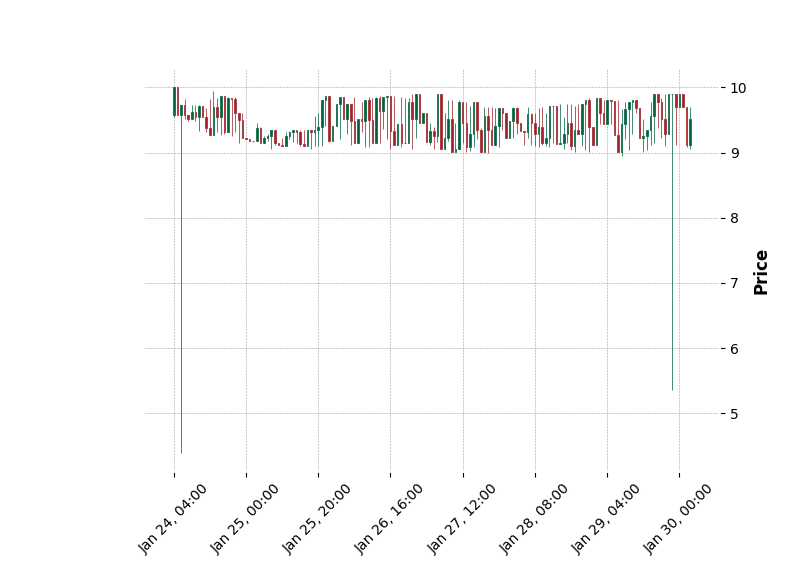 10
9
8
7
6
5
Price
Jan 24, 04:00
Jan 25, 00:00
Jan 25, 20:00
Jan 26, 16:00
Jan 27, 12:00
Jan 28, 08:00
Jan 29, 04:00
Jan 30, 00:00